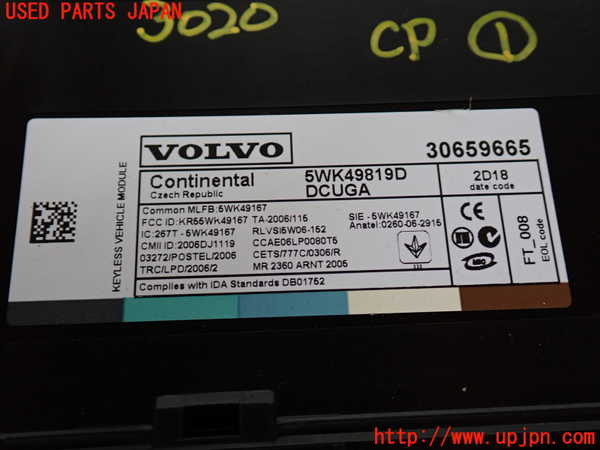 USED PARTS JAPAN
3020
CP ①
KEYLESS VEHICLE MODULE
VOLVO
30659665
Continental
Czech Republic
5WK49819D
DCUGA
2D18
date code
Common MLFB:5WK49167
FCC ID:KR55WK49167 TA-2006/115
IC:267T - 5WK49167 RLVSI5W06-152
CMII ID:2006DJ1119 CCAE06LP0080T5
03272/POSTEL/2006 CETS/777C/0306/R
TRC/LPD/2006/2 MR 2360 ARNT 2005
SIE - 5WK49167
Anatel:0260-06-2915
Complies with IDA Standards DB01752
FT_008
EOL code
http://www.upjpn.com/